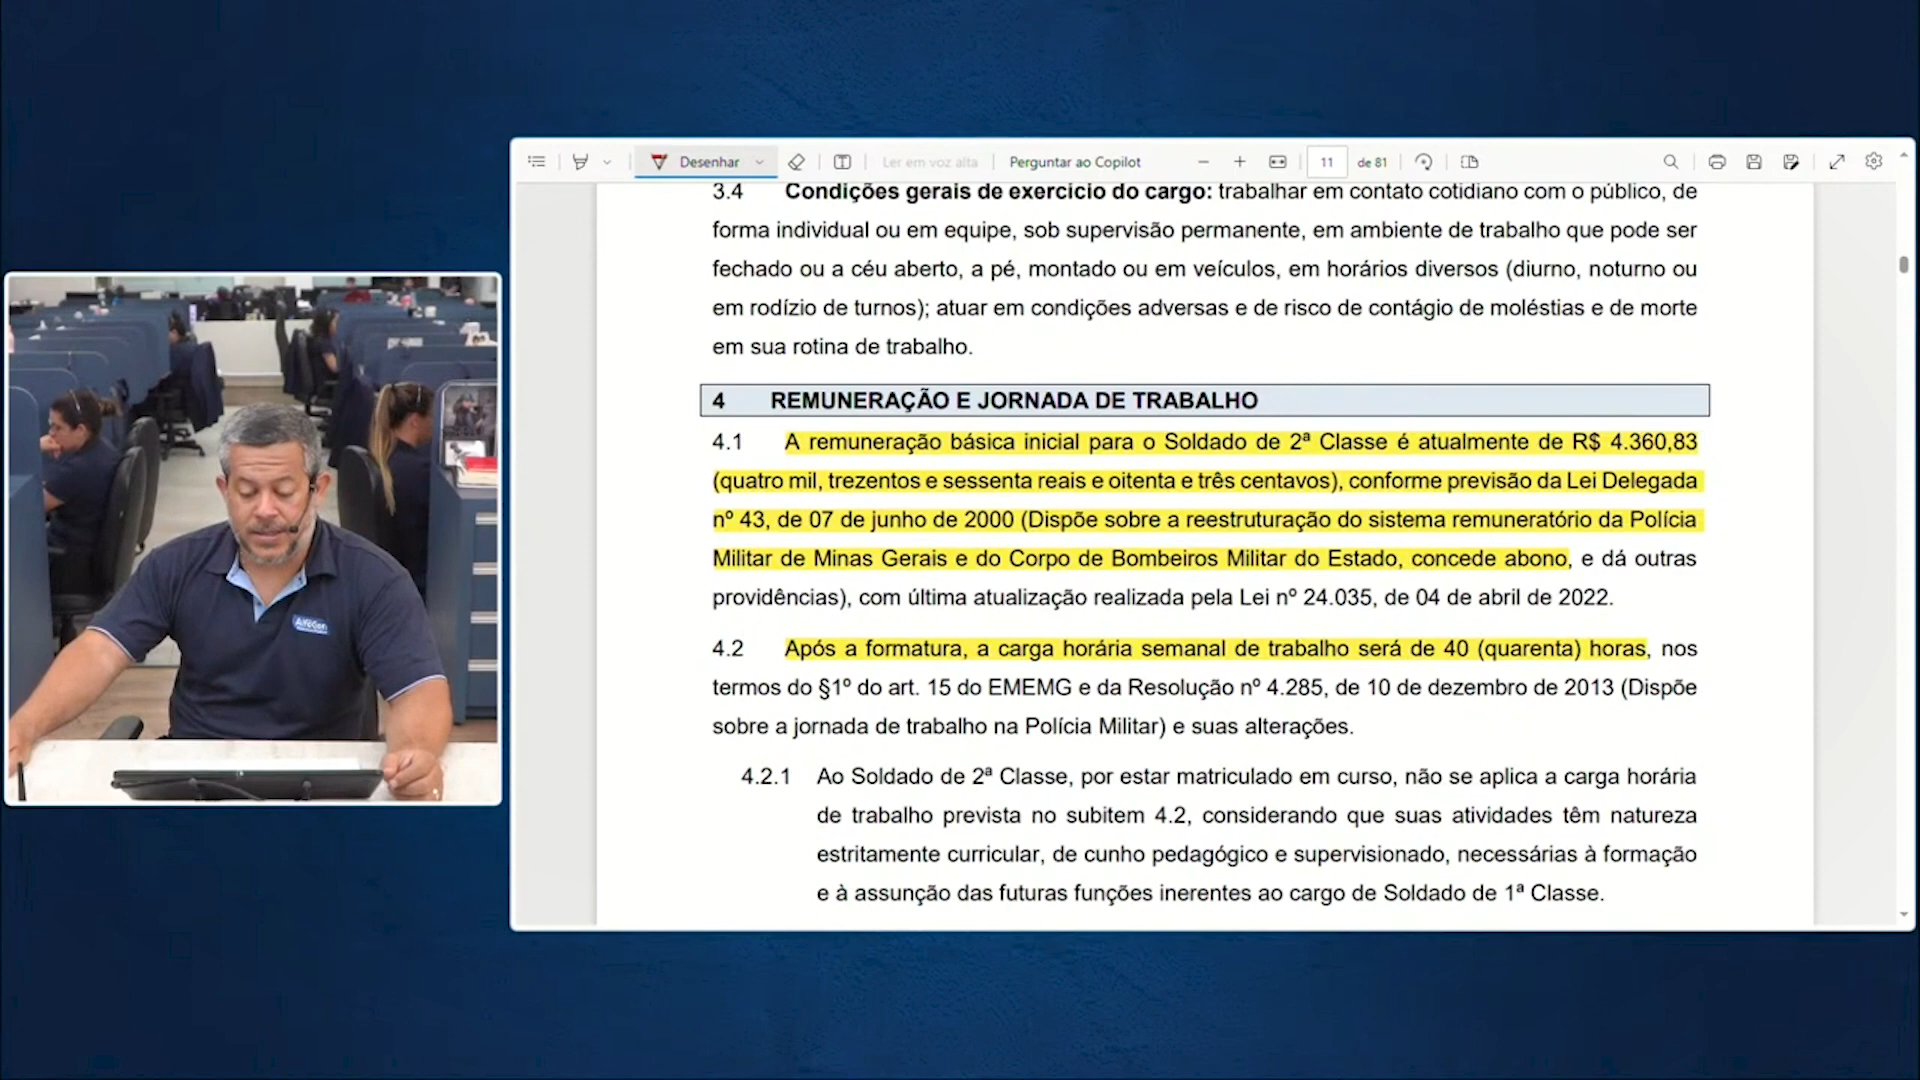 Desenhar
Ler em voz alta
Perguntar ao Copilot
11
de 81
3.4 Condições gerais de exercício do cargo: trabalhar em contato cotidiano com o público, de
forma individual ou em equipe, sob supervisão permanente, em ambiente de trabalho que pode ser
fechado ou a céu aberto, a pé, montado ou em veículos, em horários diversos (diurno, noturno ou
em rodízio de turnos); atuar em condições adversas e de risco de contágio de moléstias e de morte
em sua rotina de trabalho.
4 REMUNERAÇÃO E JORNADA DE TRABALHO
4.1 A remuneração básica inicial para o Soldado de 2ª Classe é atualmente de R$ 4.360,83
(quatro mil, trezentos e sessenta reais e oitenta e três centavos), conforme previsão da Lei Delegada
nº 43, de 07 de junho de 2000 (Dispõe sobre a reestruturação do sistema remuneratório da Polícia
Militar de Minas Gerais e do Corpo de Bombeiros Militar do Estado, concede abono, e dá outras
providências), com última atualização realizada pela Lei nº 24.035, de 04 de abril de 2022.
4.2 Após a formatura, a carga horária semanal de trabalho será de 40 (quarenta) horas, nos
termos do §1º do art. 15 do EMEMG e da Resolução nº 4.285, de 10 de dezembro de 2013 (Dispõe
sobre a jornada de trabalho na Polícia Militar) e suas alterações.
4.2.1 Ao Soldado de 2ª Classe, por estar matriculado em curso, não se aplica a carga horária
de trabalho prevista no subitem 4.2, considerando que suas atividades têm natureza
estritamente curricular, de cunho pedagógico e supervisionado, necessárias à formação
e à assunção das futuras funções inerentes ao cargo de Soldado de 1ª Classe.
AlfaCon